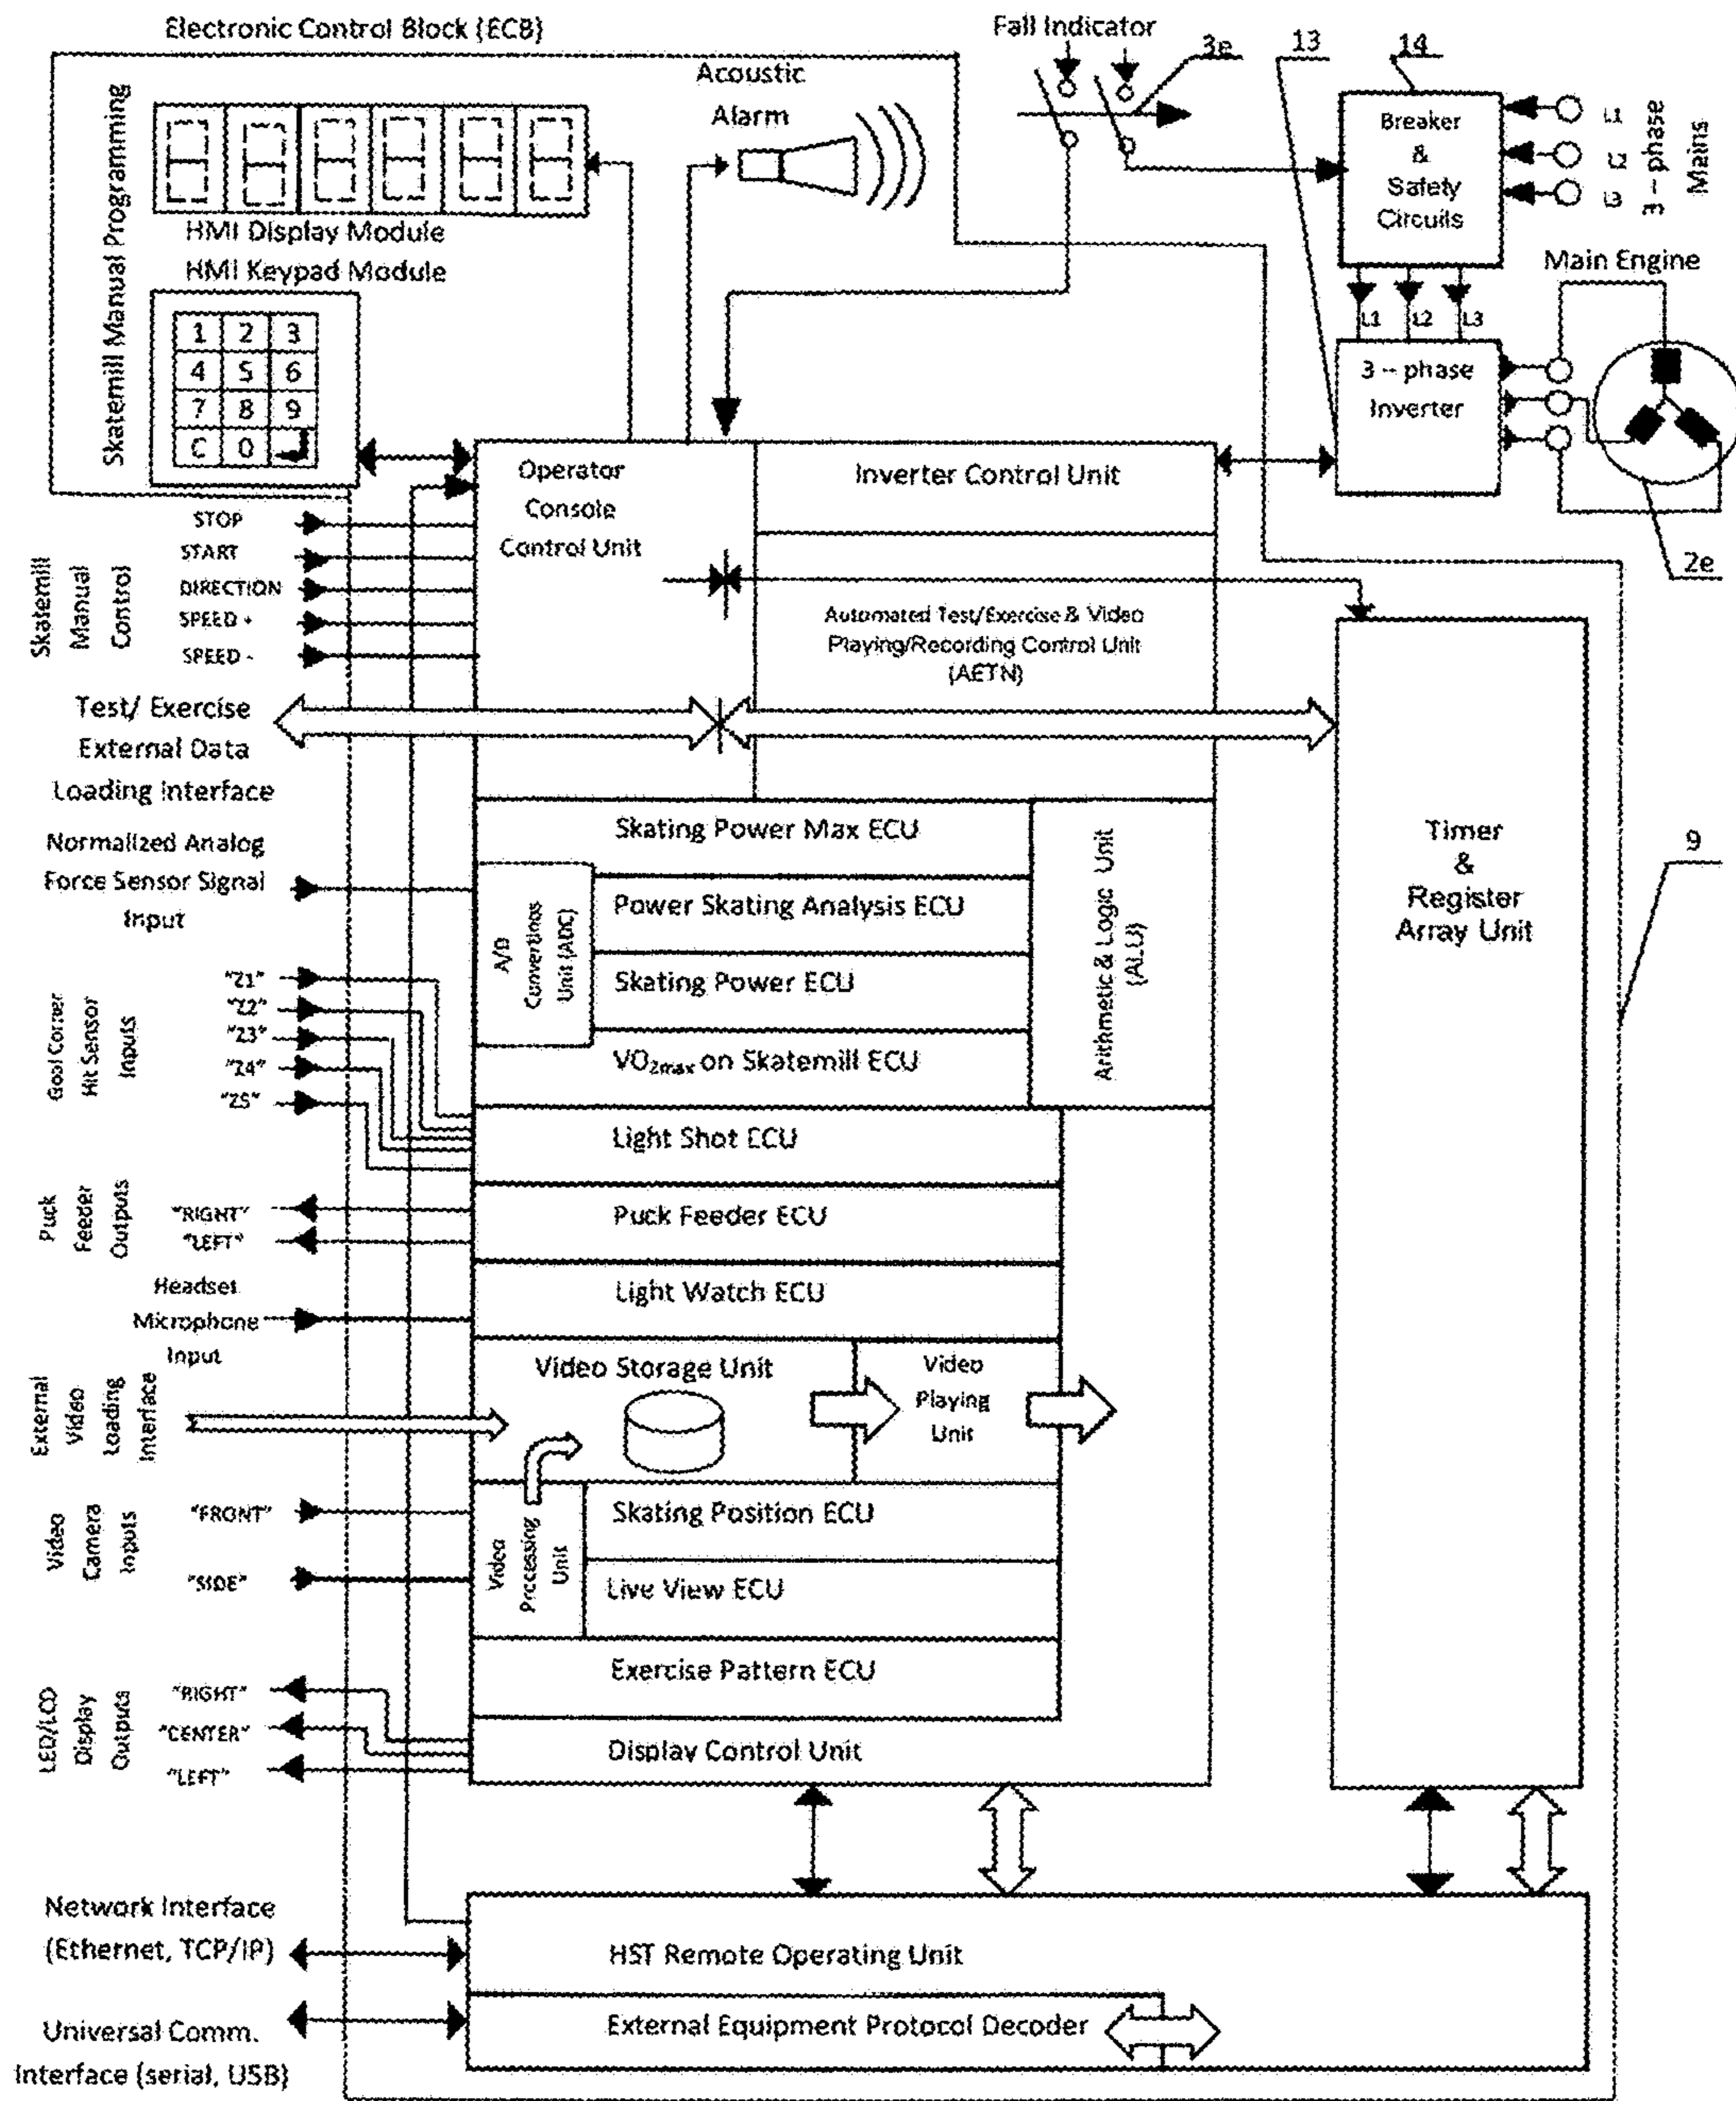 Electronic Control Block (ECB)
Fall Indicator
3e
13
14
Acoustic
Alarm
Skatemill Manual Programming
HMI Display Module
HMI Keypad Module
1 2 3
4 5 6
7 8 9
C 0
Breaker
&
Safety
Circuits
L1
L2
L3
3 - phase
Mains
L1 L2 L3
Main Engine
3 - phase
Inverter
2e
Operator
Console
Control Unit
Inverter Control Unit
Skatemill
Manual
Control
STOP
START
DIRECTION
SPEED +
SPEED -
Automated Test/Exercise & Video
Playing/Recording Control Unit
(AETN)
Test/ Exercise
External Data
Loading Interface
Normalized Analog
Force Sensor Signal
Input
Skating Power Max ECU
A/D
Convertions
Unit (ADC)
Power Skating Analysis ECU
Skating Power ECU
VO2max on Skatemill ECU
Arithmetic & Logic Unit
(ALU)
Timer
&
Register
Array Unit
9
Goal Corner
Hit Sensor
Inputs
"Z1"
"Z2"
"Z3"
"Z4"
"Z5"
Light Shot ECU
Puck
Feeder
Outputs
"RIGHT"
"LEFT"
Puck Feeder ECU
Headset
Microphone
Input
Light Watch ECU
External
Video
Loading
Interface
Video Storage Unit
Video
Playing
Unit
Video
Camera
Inputs
"FRONT"
"SIDE"
Video
Processing
Unit
Skating Position ECU
Live View ECU
Exercise Pattern ECU
LED/LCD
Display
Outputs
"RIGHT"
"CENTER"
"LEFT"
Display Control Unit
Network Interface
(Ethernet, TCP/IP)
HST Remote Operating Unit
Universal Comm.
Interface (serial, USB)
External Equipment Protocol Decoder